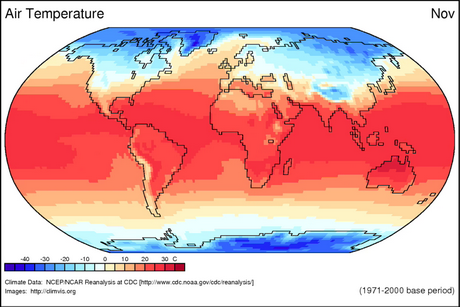 Air Temperature
Nov
-40 -30 -20 -10 0 10 20 30 C
Climate Data: NCEP/NCAR Reanalysis at CDC [http://www.cdc.noaa.gov/cdc/reanalysis/]
Images: http://climvis.org
(1971-2000 base period)